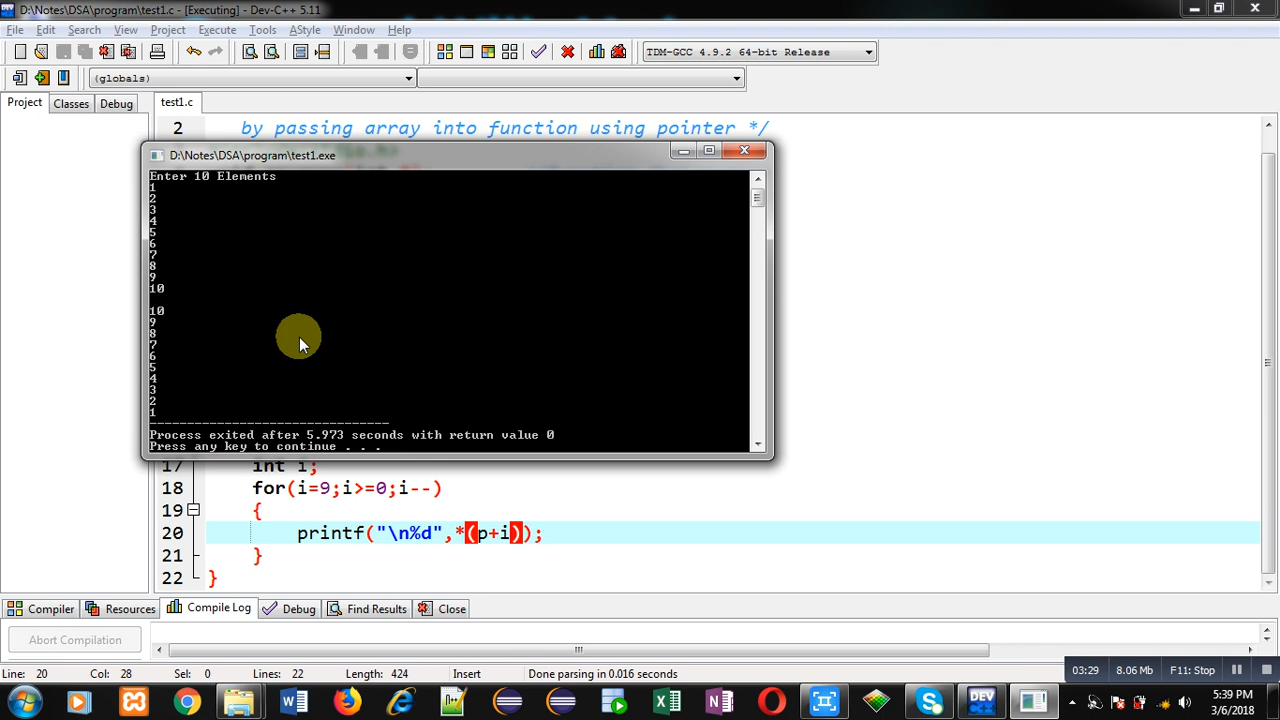 D:\Notes\DSA\program\test1.c - [Executing] - Dev-C++ 5.11
File Edit Search View Project Execute Tools AStyle Window Help
TDM-GCC 4.9.2 64-bit Release
(globals)
Project Classes Debug
test1.c
2 by passing array into function using pointer */
D:\Notes\DSA\program\test1.exe
Enter 10 Elements
1
2
3
4
5
6
7
8
9
10
10
9
8
7
6
5
4
3
2
1
--------------------------------
Process exited after 5.973 seconds with return value 0
Press any key to continue . . .
17 int i;
18 for(i=9;i>=0;i--)
19 {
20 printf("\n%d",*(p+i));
21 }
22 }
Compiler Resources Compile Log Debug Find Results Close
Abort Compilation
Line: 20 Col: 28 Sel: 0 Lines: 22 Length: 424 Insert Done parsing in 0.016 seconds
03:29 8.06 Mb F11: Stop
DEV
5:39 PM
3/6/2018